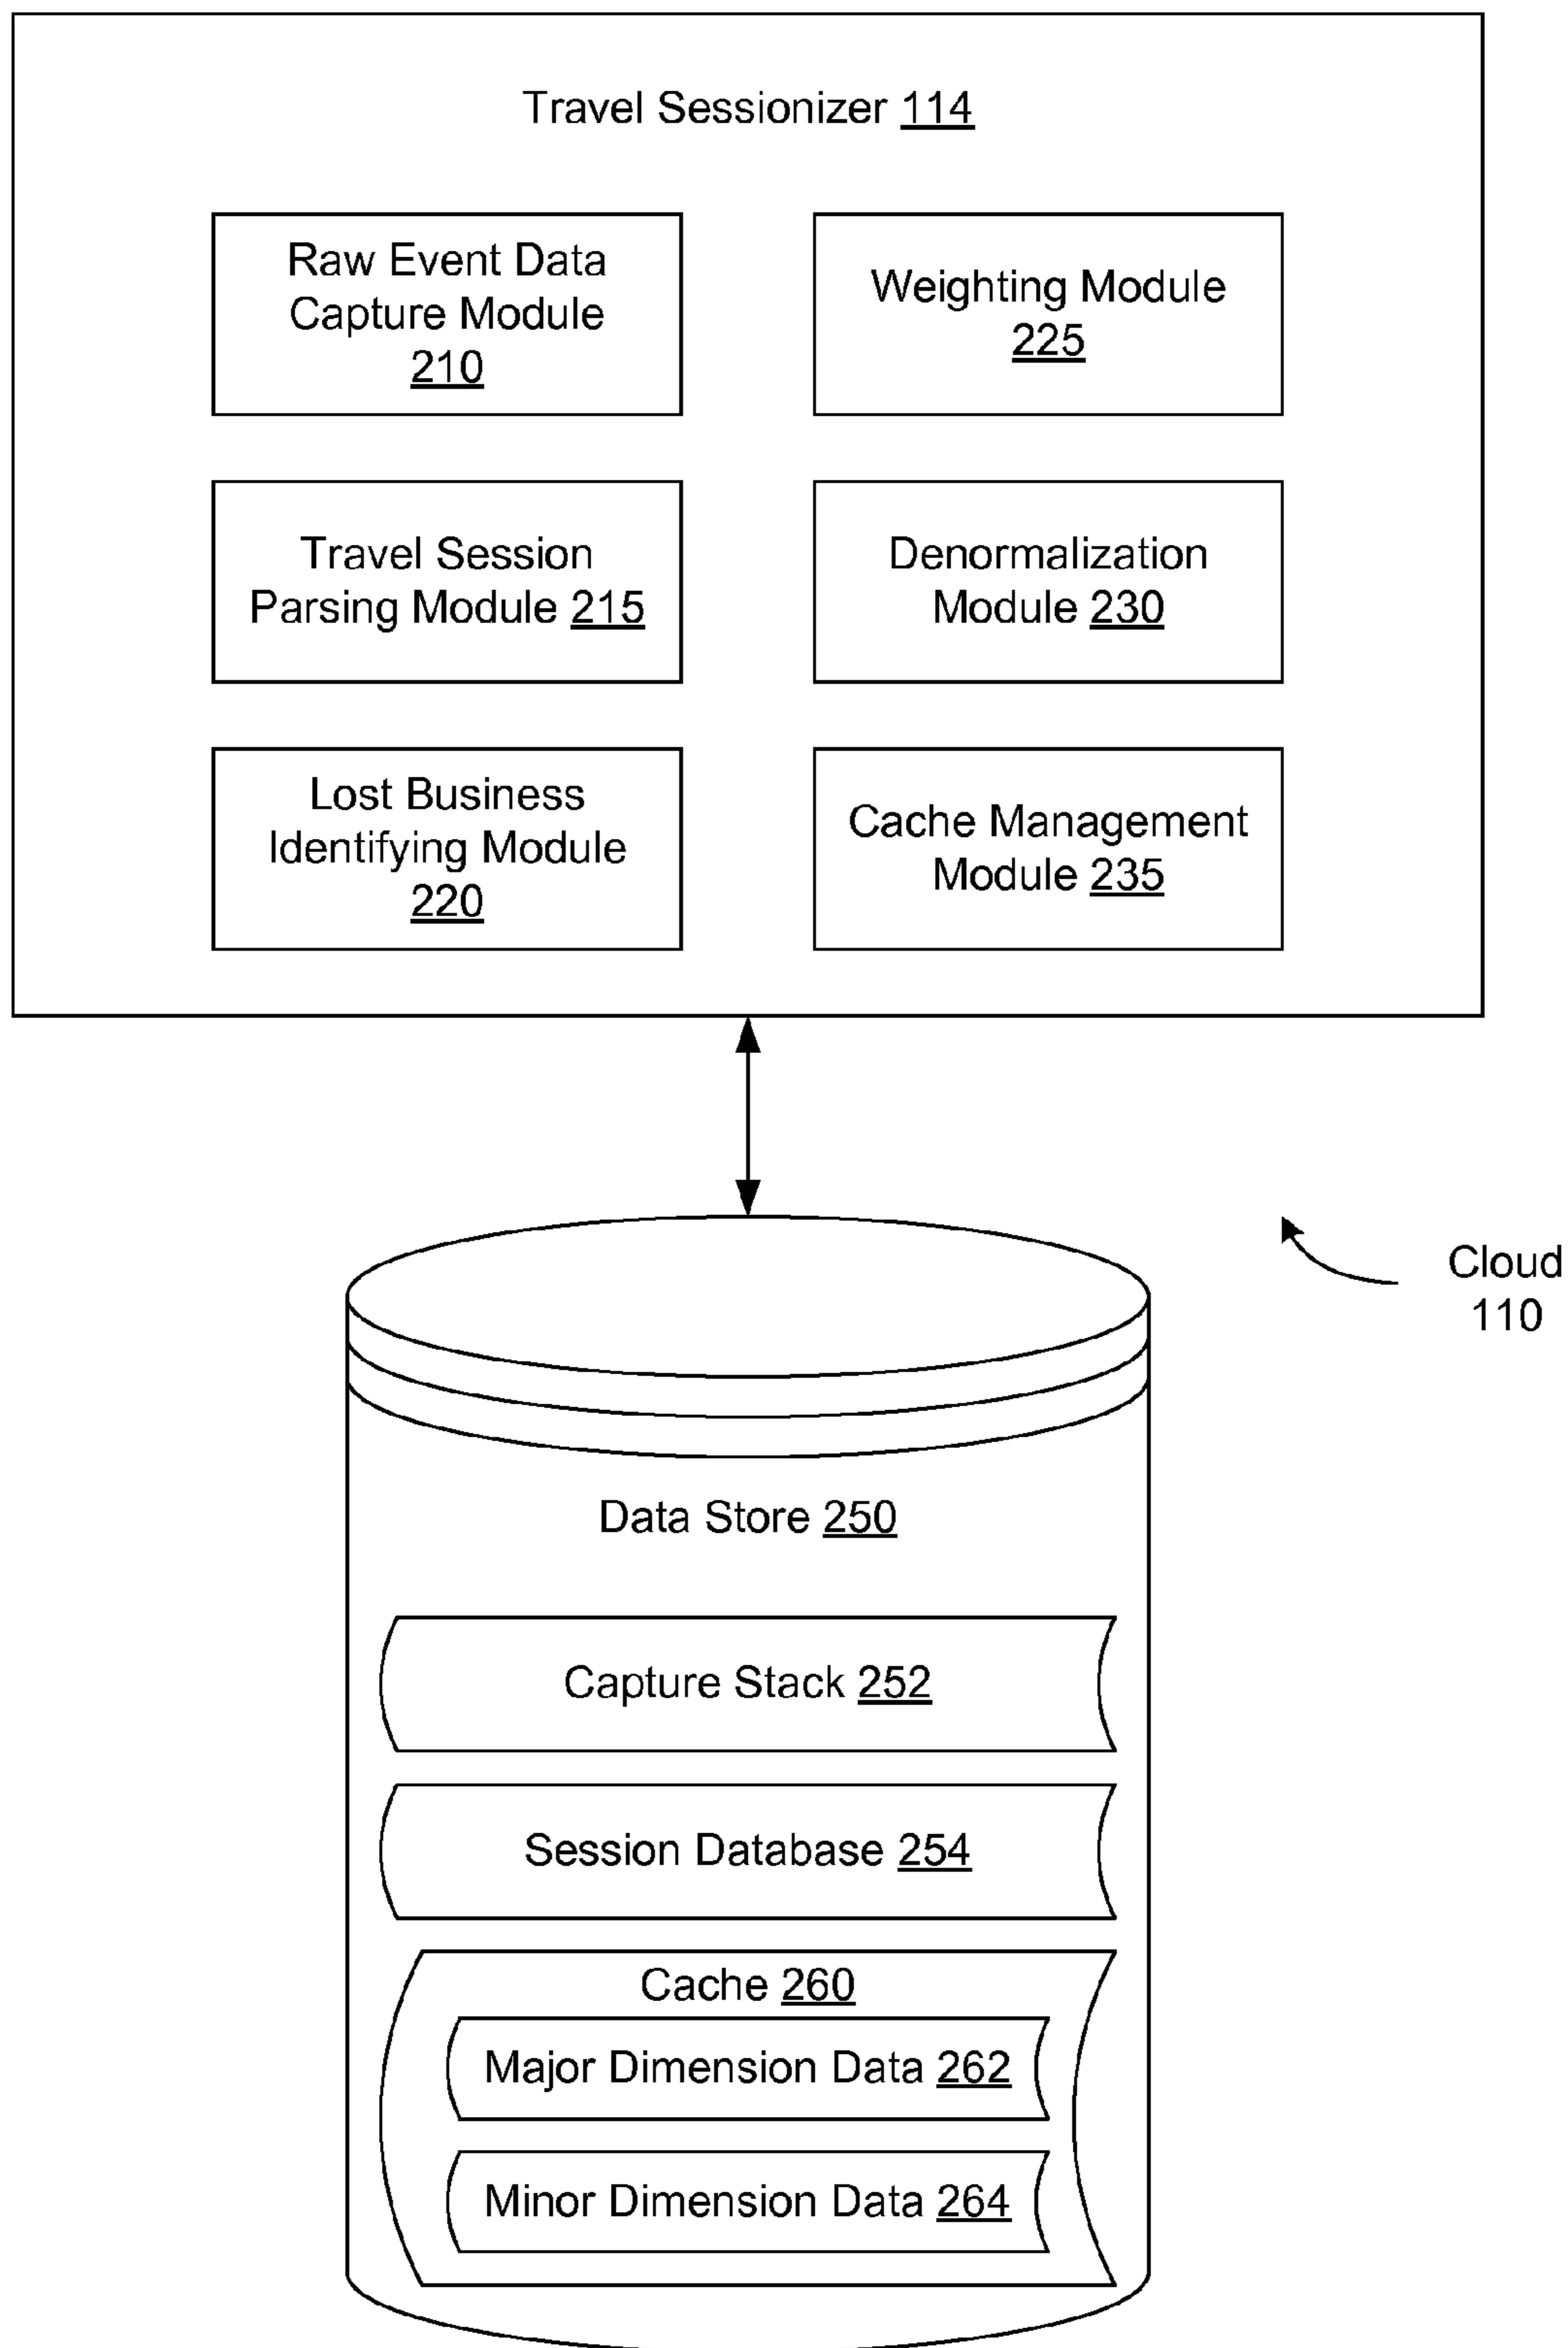 Travel Sessionizer 114
Raw Event Data
Capture Module
210
Weighting Module
225
Travel Session
Parsing Module 215
Denormalization
Module 230
Lost Business
Identifying Module
220
Cache Management
Module 235
Cloud
110
Data Store 250
Capture Stack 252
Session Database 254
Cache 260
Major Dimension Data 262
Minor Dimension Data 264